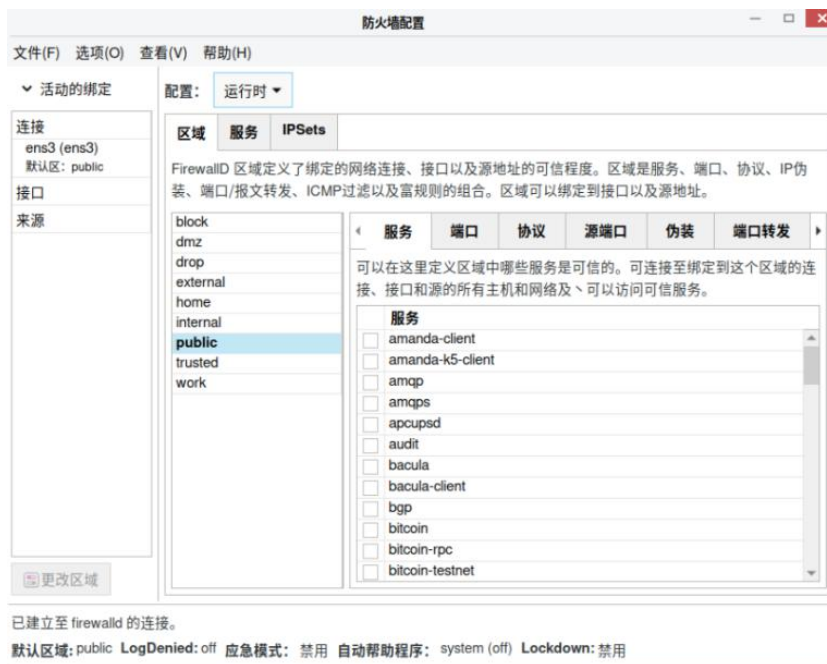 防火墙配置
文件(F) 选项(O) 查看(V) 帮助(H)
活动的绑定
配置： 运行时
连接
ens3 (ens3)
默认区：public
接口
来源
更改区域
区域 服务 IPSets
FirewallD 区域定义了绑定的网络连接、接口以及源地址的可信程度。区域是服务、端口、协议、IP伪
装、端口/报文转发、ICMP过滤以及富规则的组合。区域可以绑定到接口以及源地址。
block
dmz
drop
external
home
internal
public
trusted
work
服务 端口 协议 源端口 伪装 端口转发
可以在这里定义区域中哪些服务是可信的。可连接至绑定到这个区域的连
接、接口和源的所有主机和网络及丶可以访问可信服务。
服务
amanda-client
amanda-k5-client
amqp
amqps
apcupsd
audit
bacula
bacula-client
bgp
bitcoin
bitcoin-rpc
bitcoin-testnet
已建立至 firewalld 的连接。
默认区域: public LogDenied: off 应急模式： 禁用 自动帮助程序： system (off) Lockdown: 禁用